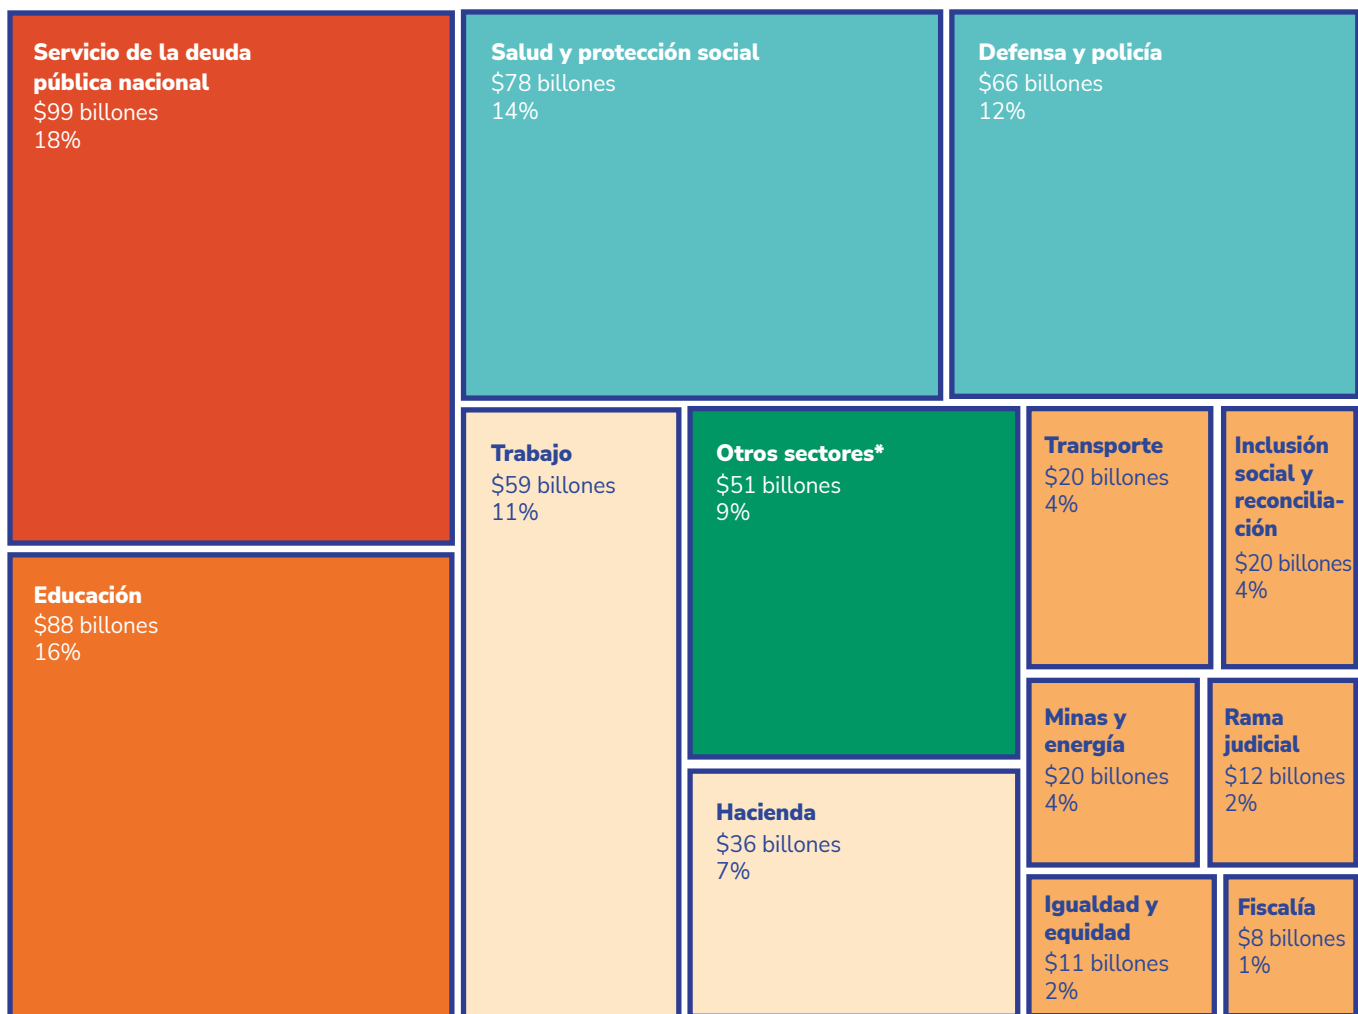 Servicio de la deuda
pública nacional
$99 billones
18%
Salud y protección social
$78 billones
14%
Defensa y policía
$66 billones
12%
Educación
$88 billones
16%
Trabajo
$59 billones
11%
Otros sectores*
$51 billones
9%
Hacienda
$36 billones
7%
Transporte
$20 billones
4%
Inclusión
social y
reconcilia-
ción
$20 billones
4%
Minas y
energía
$20 billones
4%
Rama
judicial
$12 billones
2%
Igualdad y
equidad
$11 billones
2%
Fiscalía
$8 billones
1%